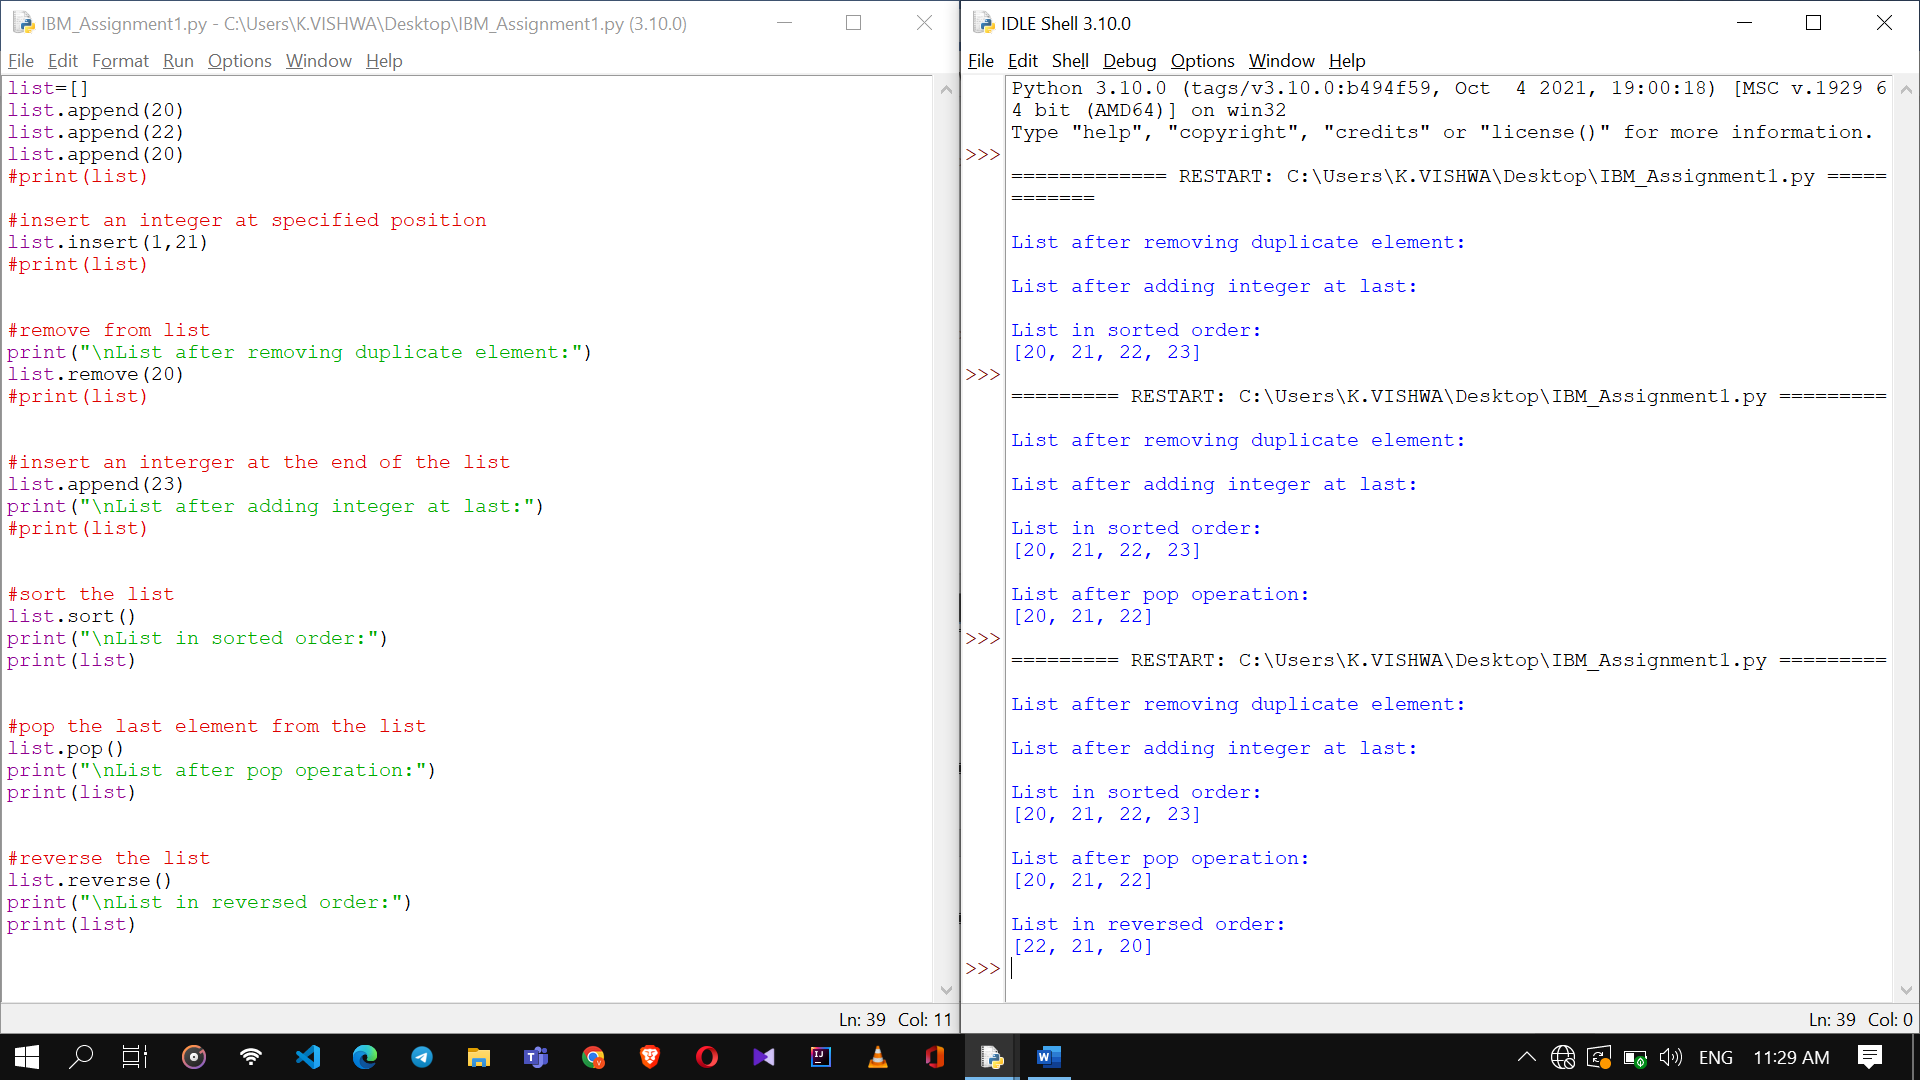 IBM_Assignment1.py - C:\Users\K.VISHWA\Desktop\IBM_Assignment1.py (3.10.0)
File Edit Format Run Options Window Help
list=[]
list.append(20)
list.append(22)
list.append(20)
#print(list)
#insert an integer at specified position
list.insert(1,21)
#print(list)
#remove from list
print("\nList after removing duplicate element:")
list.remove(20)
#print(list)
#insert an interger at the end of the list
list.append(23)
print("\nList after adding integer at last:")
#print(list)
#sort the list
list.sort()
print("\nList in sorted order:")
print(list)
#pop the last element from the list
list.pop()
print("\nList after pop operation:")
print(list)
#reverse the list
list.reverse()
print("\nList in reversed order:")
print(list)
Ln: 39 Col: 11
IDLE Shell 3.10.0
File Edit Shell Debug Options Window Help
Python 3.10.0 (tags/v3.10.0:b494f59, Oct  4 2021, 19:00:18) [MSC v.1929 6
4 bit (AMD64)] on win32
Type "help", "copyright", "credits" or "license()" for more information.
>>>
============= RESTART: C:\Users\K.VISHWA\Desktop\IBM_Assignment1.py =====
=======
List after removing duplicate element:
List after adding integer at last:
List in sorted order:
[20, 21, 22, 23]
>>>
========= RESTART: C:\Users\K.VISHWA\Desktop\IBM_Assignment1.py =========
List after removing duplicate element:
List after adding integer at last:
List in sorted order:
[20, 21, 22, 23]
List after pop operation:
[20, 21, 22]
>>>
========= RESTART: C:\Users\K.VISHWA\Desktop\IBM_Assignment1.py =========
List after removing duplicate element:
List after adding integer at last:
List in sorted order:
[20, 21, 22, 23]
List after pop operation:
[20, 21, 22]
List in reversed order:
[22, 21, 20]
>>>
Ln: 39 Col: 0
ENG 11:29 AM